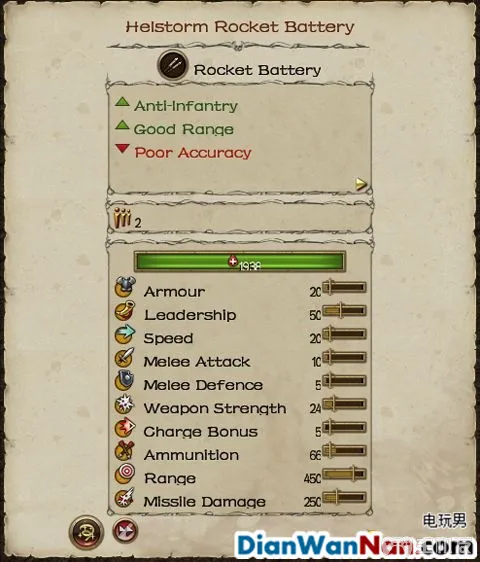 Helstorm Rocket Battery
Rocket Battery
Anti-Infantry
Good Range
Poor Accuracy
2
1936
Armour 20
Leadership 50
Speed 20
Melee Attack 10
Melee Defence 5
Weapon Strength 24
Charge Bonus 5
Ammunition 66
Range 450
Missile Damage 250
电玩男
DianWanNan.com